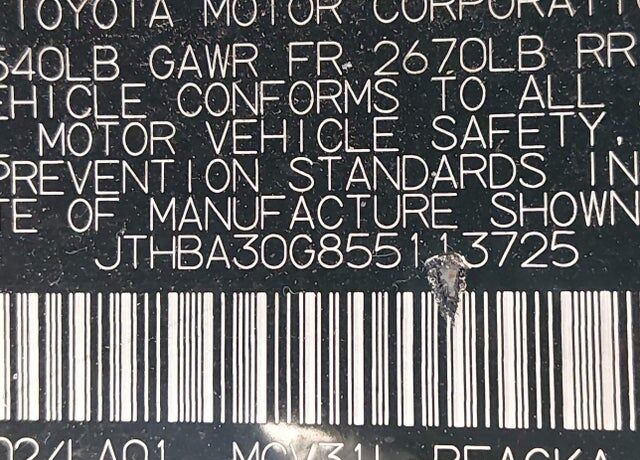 TOYOTA MOTOR CORPORATI
540LB GAWR FR 2670LB RR
EHICLE CONFORMS TO ALL
MOTOR VEHICLE SAFETY,
PREVENTION STANDARDS IN
TE OF MANUFACTURE SHOWN
JTHBA30G855113725